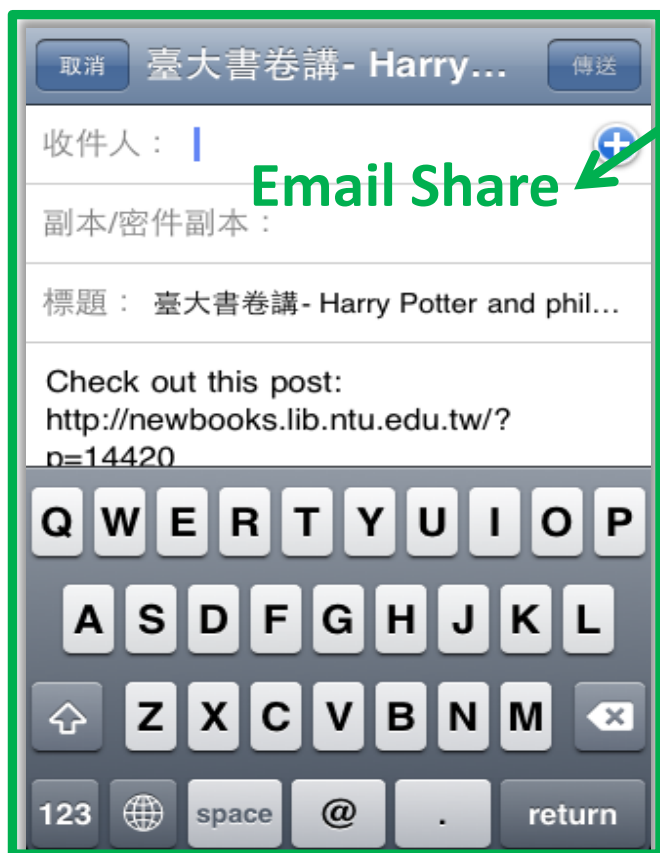 取消 臺大書卷講- Harry... 傳送
收件人：
Email Share
副本/密件副本：
標題： 臺大書卷講- Harry Potter and phil...
Check out this post:
http://newbooks.lib.ntu.edu.tw/?
p=14420
Q W E R T Y U I O P
A S D F G H J K L
Z X C V B N M
123 space @ . return